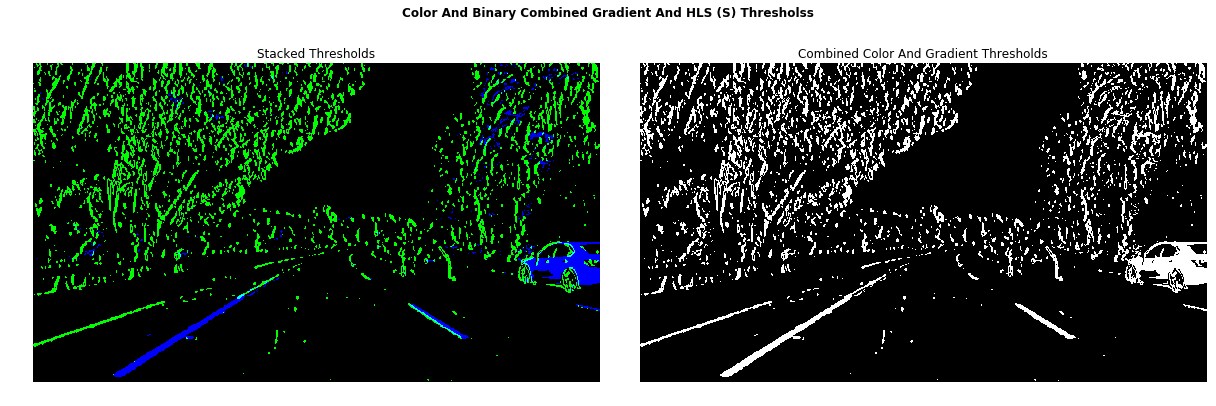 Color And Binary Combined Gradient And HLS (S) Thresholss
Stacked Thresholds
Combined Color And Gradient Thresholds